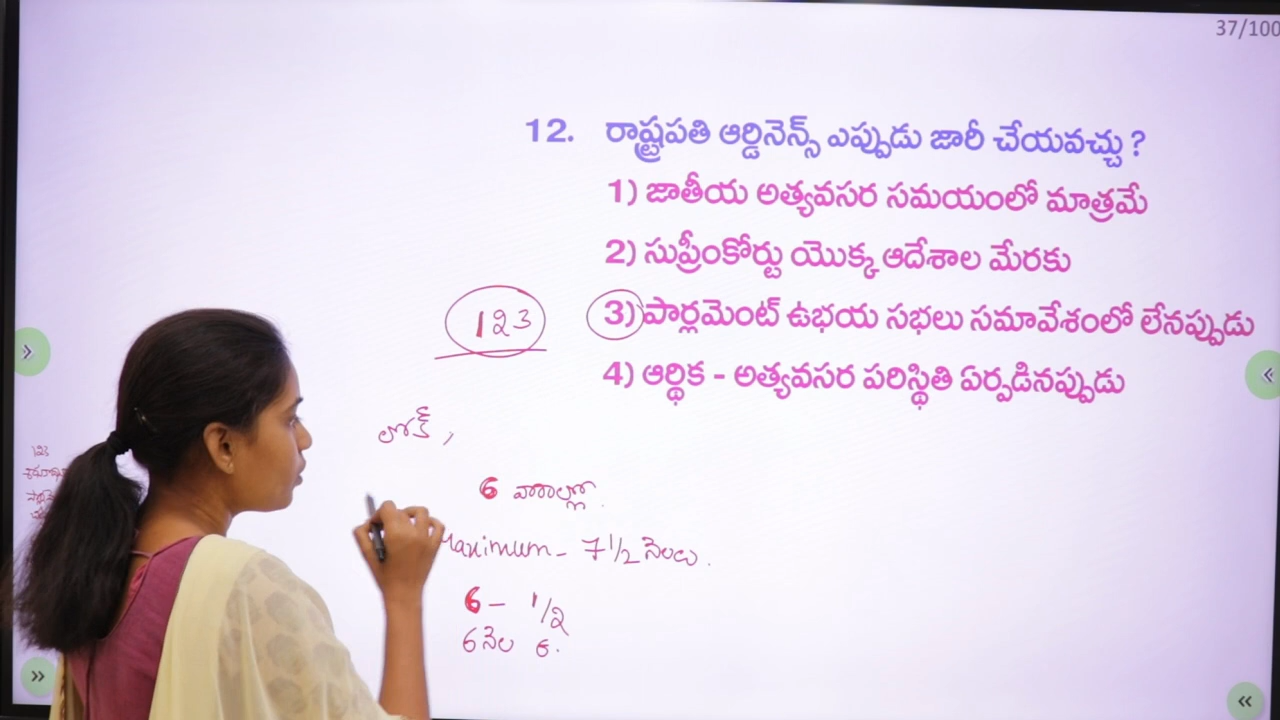 37/100
12. రాష్ట్రపతి ఆర్డినెన్స్ ఎప్పుడు జారీ చేయవచ్చు ?
1) జాతీయ అత్యవసర సమయంలో మాత్రమే
2) సుప్రీంకోర్టు యొక్క ఆదేశాల మేరకు
3) పార్లమెంట్ ఉభయ సభలు సమావేశంలో లేనప్పుడు
4) ఆర్థిక - అత్యవసర పరిస్థితి ఏర్పడినప్పుడు
123
లోక్,
6 వారాల్లో.
Maximum - 7 1/2 నెలలు.
6 - 1/2
6 నెల 6.
123